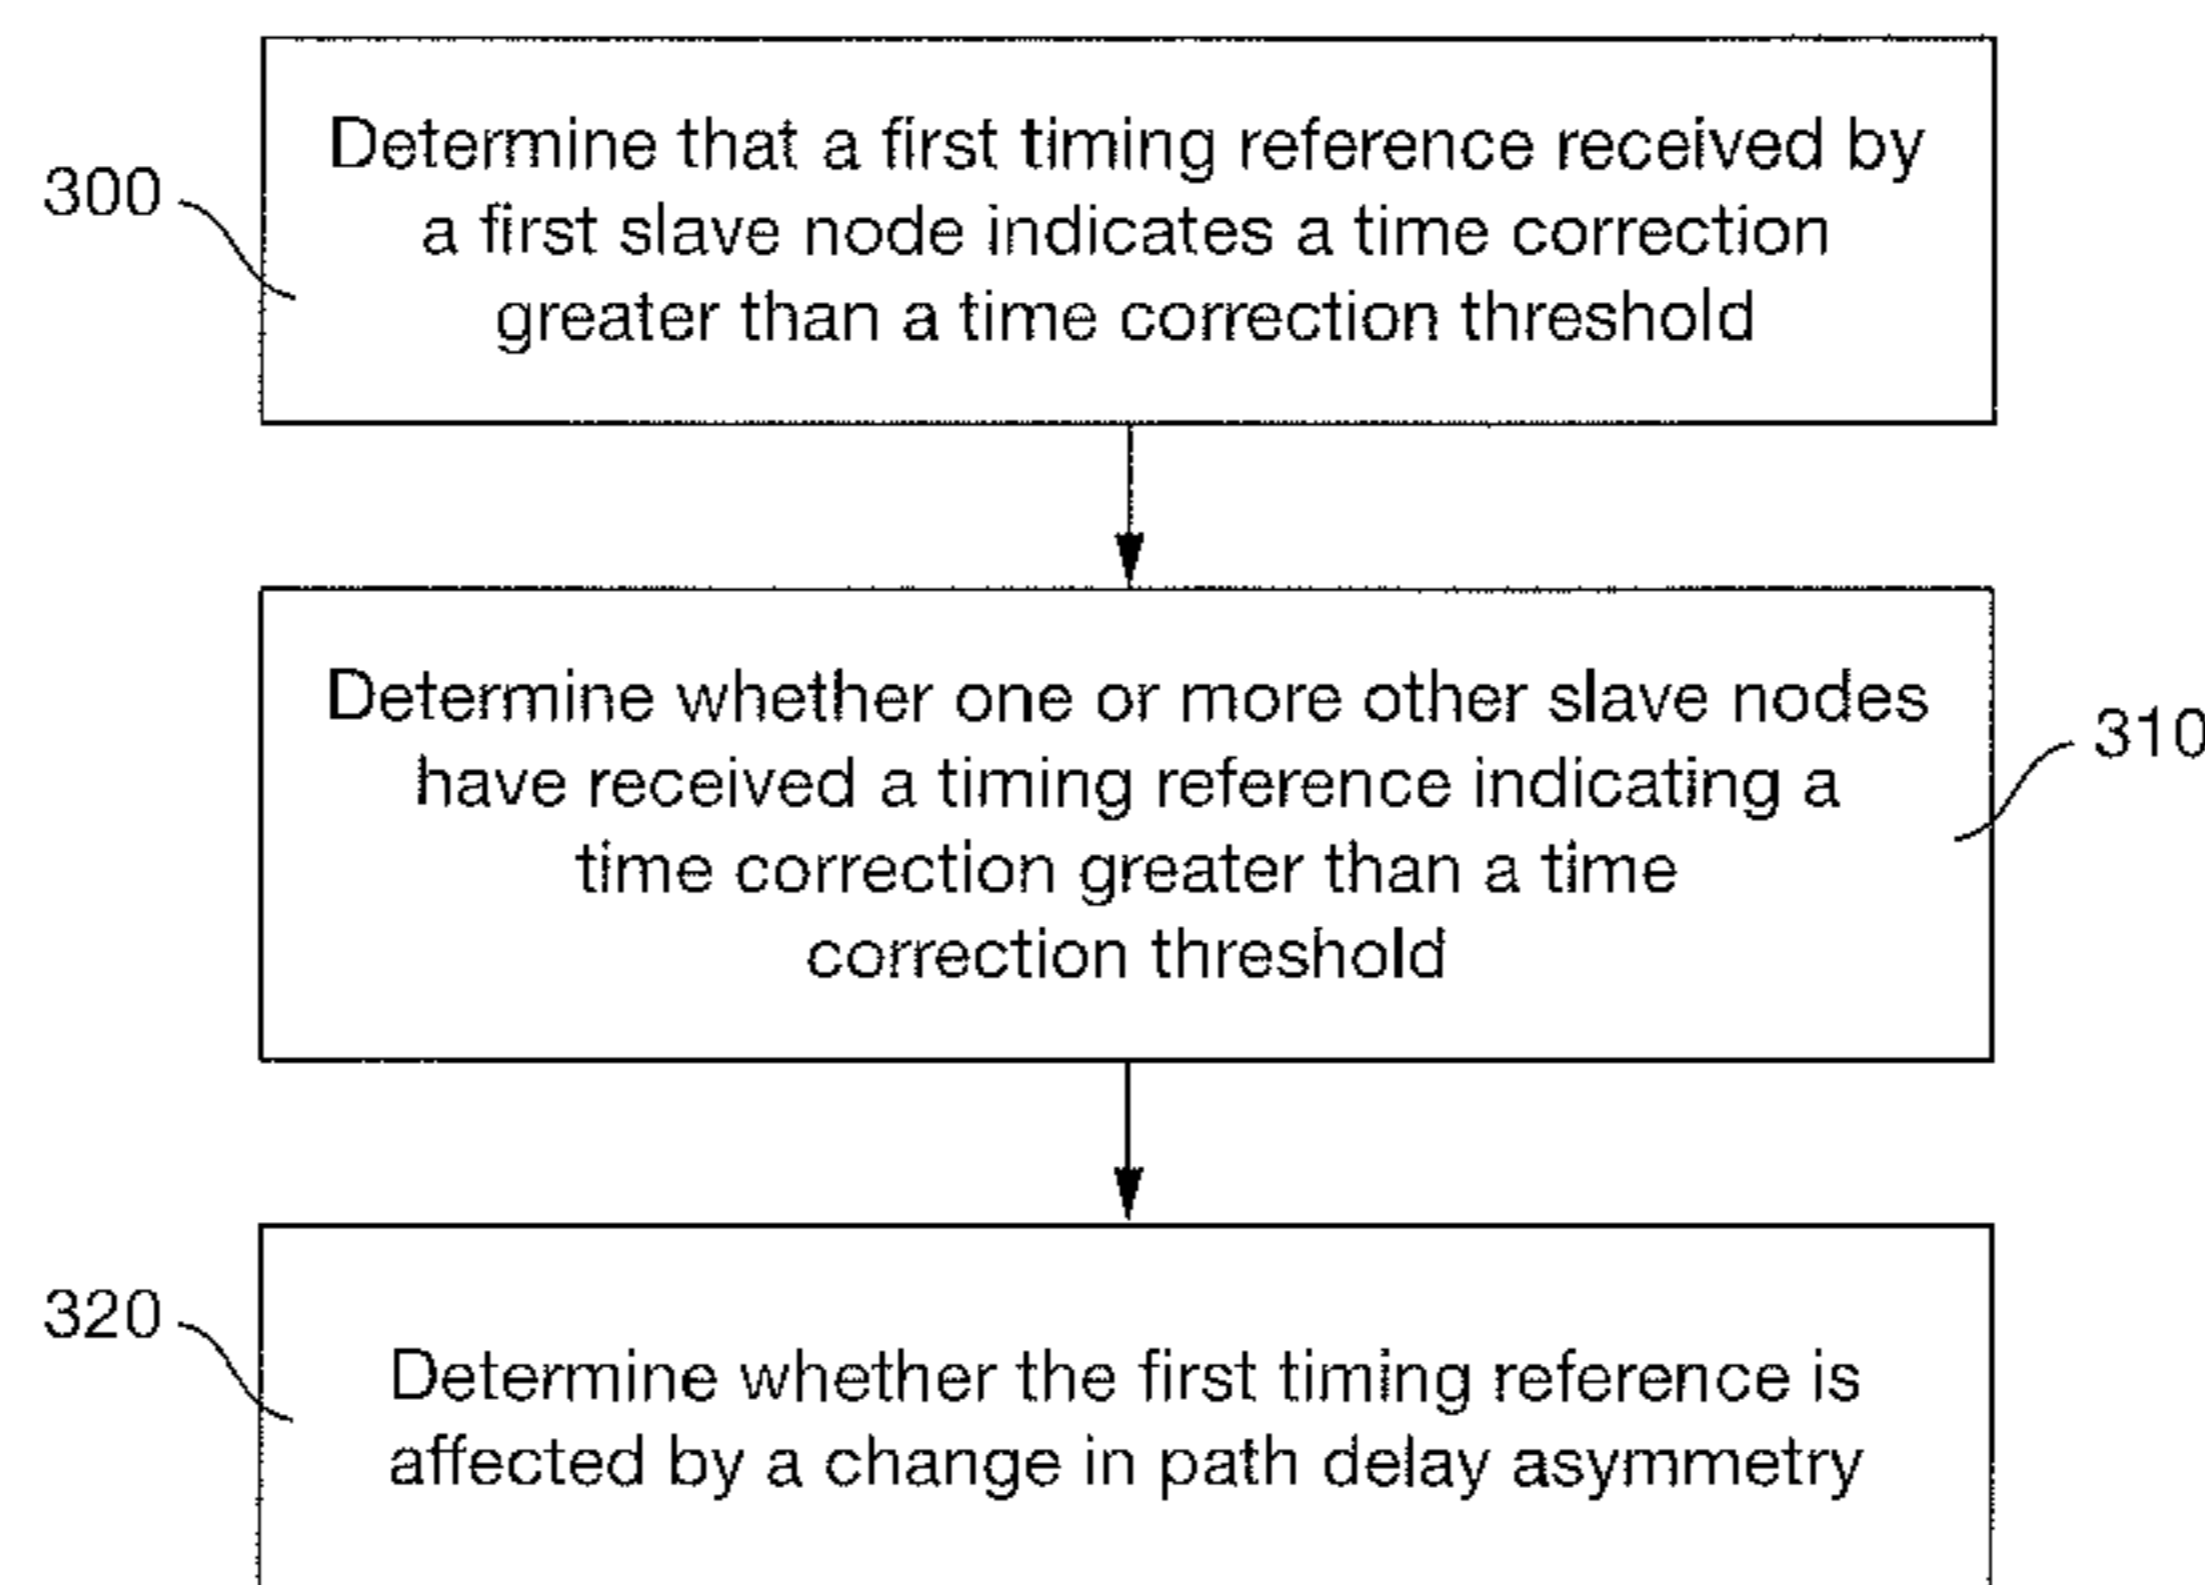 300
Determine that a first timing reference received by
a first slave node indicates a time correction
greater than a time correction threshold
Determine whether one or more other slave nodes
have received a timing reference indicating a
time correction greater than a time
correction threshold
310
320
Determine whether the first timing reference is
affected by a change in path delay asymmetry